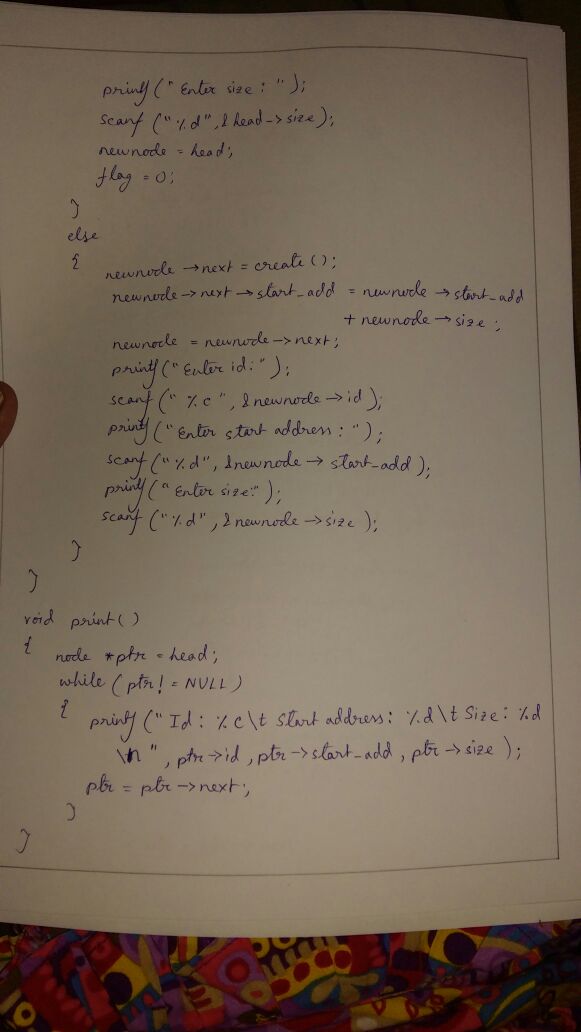 printf(" Enter size : ");
scanf ("%d", &head->size);
newnode = head;
flag = 0;
}
else
{
newnode ->next = create ();
newnode->next->start_add = newnode ->start_add
+ newnode->size ;
newnode = newnode->next;
printf("Enter id:");
scanf (" %c ", &newnode->id);
printf("Enter start address : ");
scanf ("%d", &newnode-> start_add);
printf("Enter size:");
scanf ("%d", &newnode->size );
}
}
void print()
{
node *ptr = head;
while (ptr != NULL)
{
printf (" Id : %c\t Start address: %d\t Size: %d
\n ", ptr->id, ptr->start_add, ptr->size );
ptr = ptr->next;
}
}